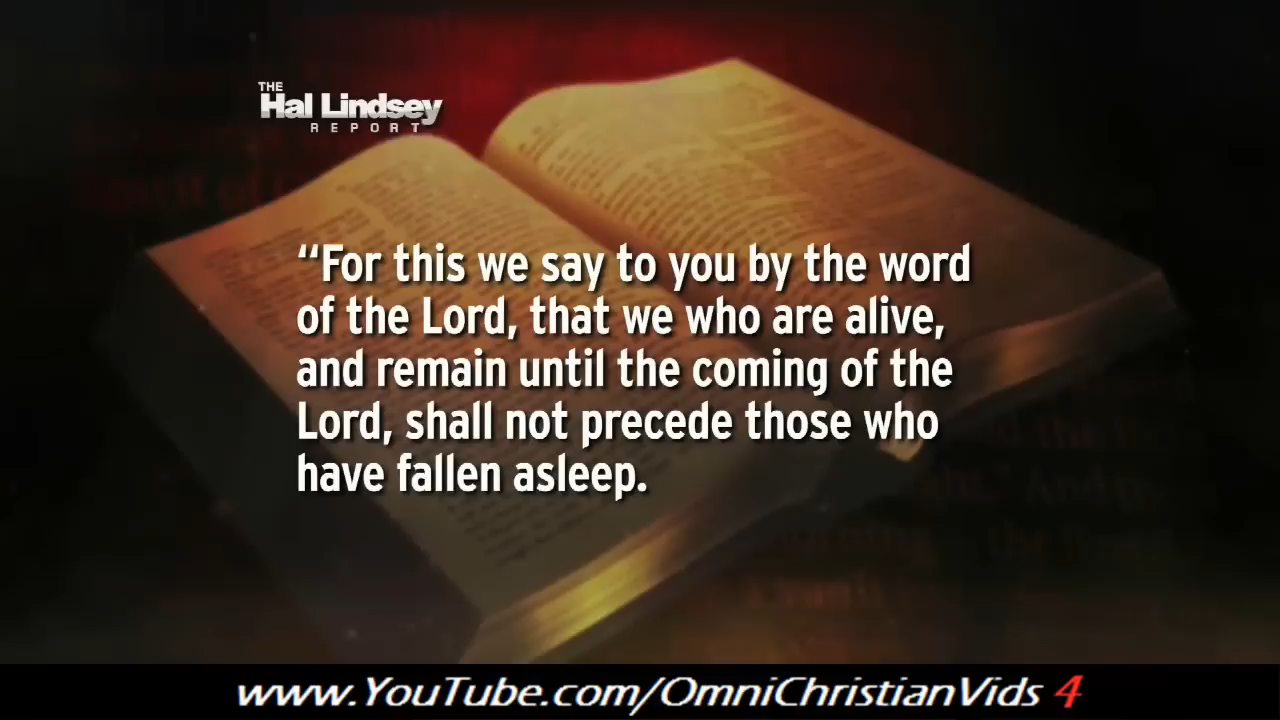 THE
Hal Lindsey
REPORT
“For this we say to you by the word
of the Lord, that we who are alive,
and remain until the coming of the
Lord, shall not precede those who
have fallen asleep.
www.YouTube.com/OmniChristianVids 4